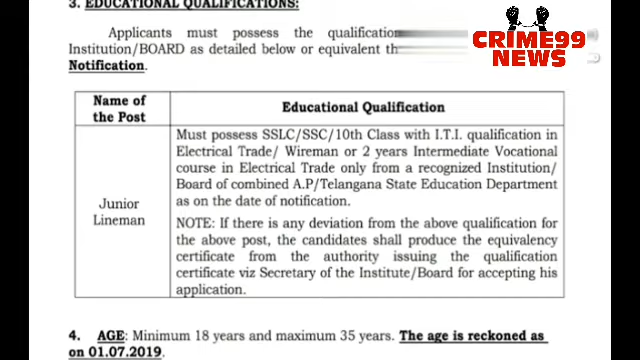 3. EDUCATIONAL QUALIFICATIONS:
Applicants must possess the qualification
Institution/BOARD as detailed below or equivalent th
Notification.
CRIME99
NEWS
Name of
the Post
Educational Qualification
Junior
Lineman
Must possess SSLC/SSC/10th Class with I.T.I. qualification in
Electrical Trade/ Wireman or 2 years Intermediate Vocational
course in Electrical Trade only from a recognized Institution/
Board of combined A.P/Telangana State Education Department
as on the date of notification.
NOTE: If there is any deviation from the above qualification for
the above post, the candidates shall produce the equivalency
certificate from the authority issuing the qualification
certificate viz Secretary of the Institute/Board for accepting his
application.
4. AGE: Minimum 18 years and maximum 35 years. The age is reckoned as
on 01.07.2019.